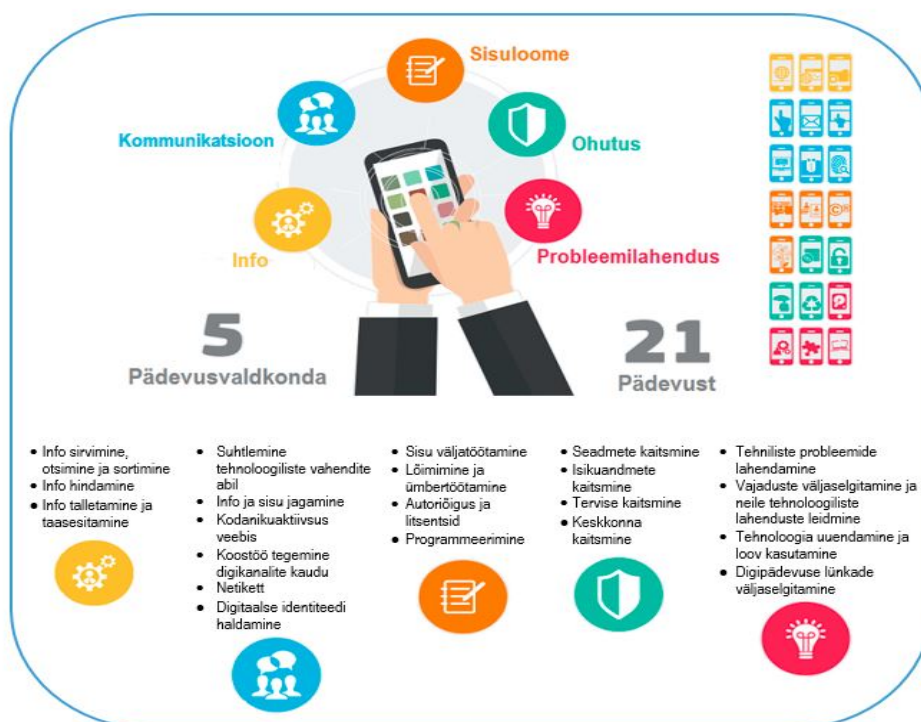 Sisuloome
Kommunikatsioon
Ohutus
Info
Probleemilahendus
5
Pädevusvaldkonda
21
Pädevust
• Info sirvimine,
otsimine ja sortimine
• Info hindamine
• Info talletamine ja
taasesitamine
• Suhtlemine
tehnoloogiliste vahendite
abil
• Info ja sisu jagamine
• Kodanikuaktiivsus
veebis
• Koostöö tegemine
digikanalite kaudu
• Netikett
• Digitaalse identiteedi
haldamine
• Sisu väljatöötamine
• Lõimimine ja
ümbertöötamine
• Autoriõigus ja
litsentsid
• Programmeerimine
• Seadmete kaitsmine
• Isikuandmete
kaitsmine
• Tervise kaitsmine
• Keskkonna
kaitsmine
• Tehniliste probleemide
lahendamine
• Vajaduste väljaselgitamine ja
neile tehnoloogiliste
lahenduste leidmine
• Tehnoloogia uuendamine ja
loov kasutamine
• Digipädevuse lünkade
väljaselgitamine